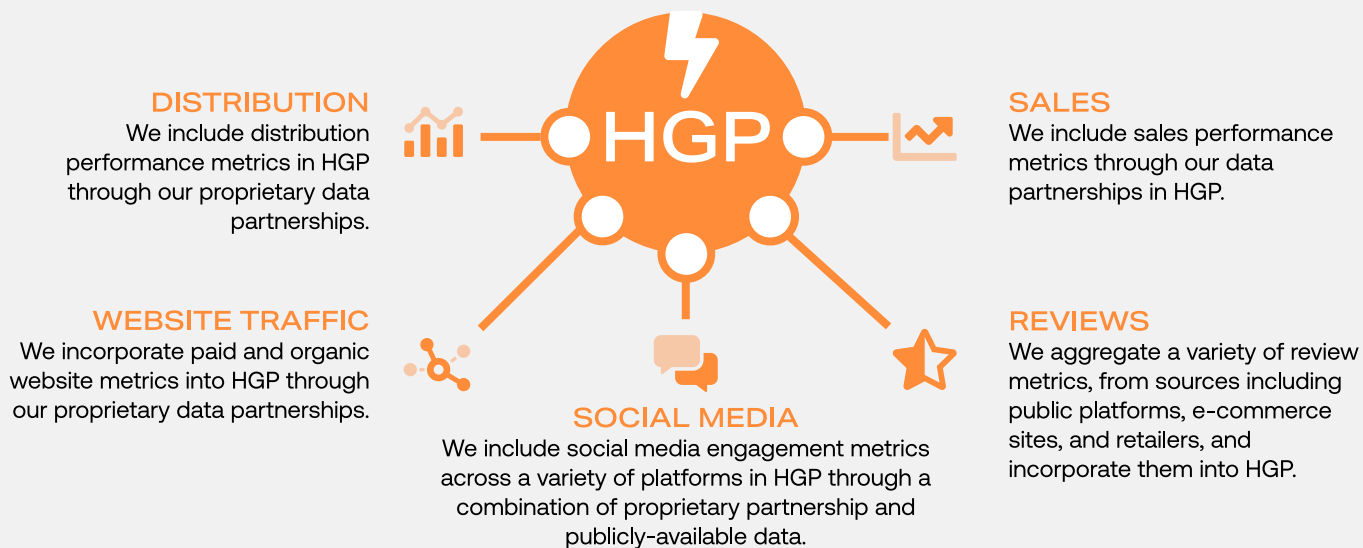 HGP
DISTRIBUTION
We include distribution
performance metrics in HGP
through our proprietary data
partnerships.
SALES
We include sales performance
metrics through our data
partnerships in HGP.
WEBSITE TRAFFIC
We incorporate paid and organic
website metrics into HGP through
our proprietary data partnerships.
SOCIAL MEDIA
We include social media engagement metrics
across a variety of platforms in HGP through a
combination of proprietary partnership and
publicly-available data.
REVIEWS
We aggregate a variety of review
metrics, from sources including
public platforms, e-commerce
sites, and retailers, and
incorporate them into HGP.